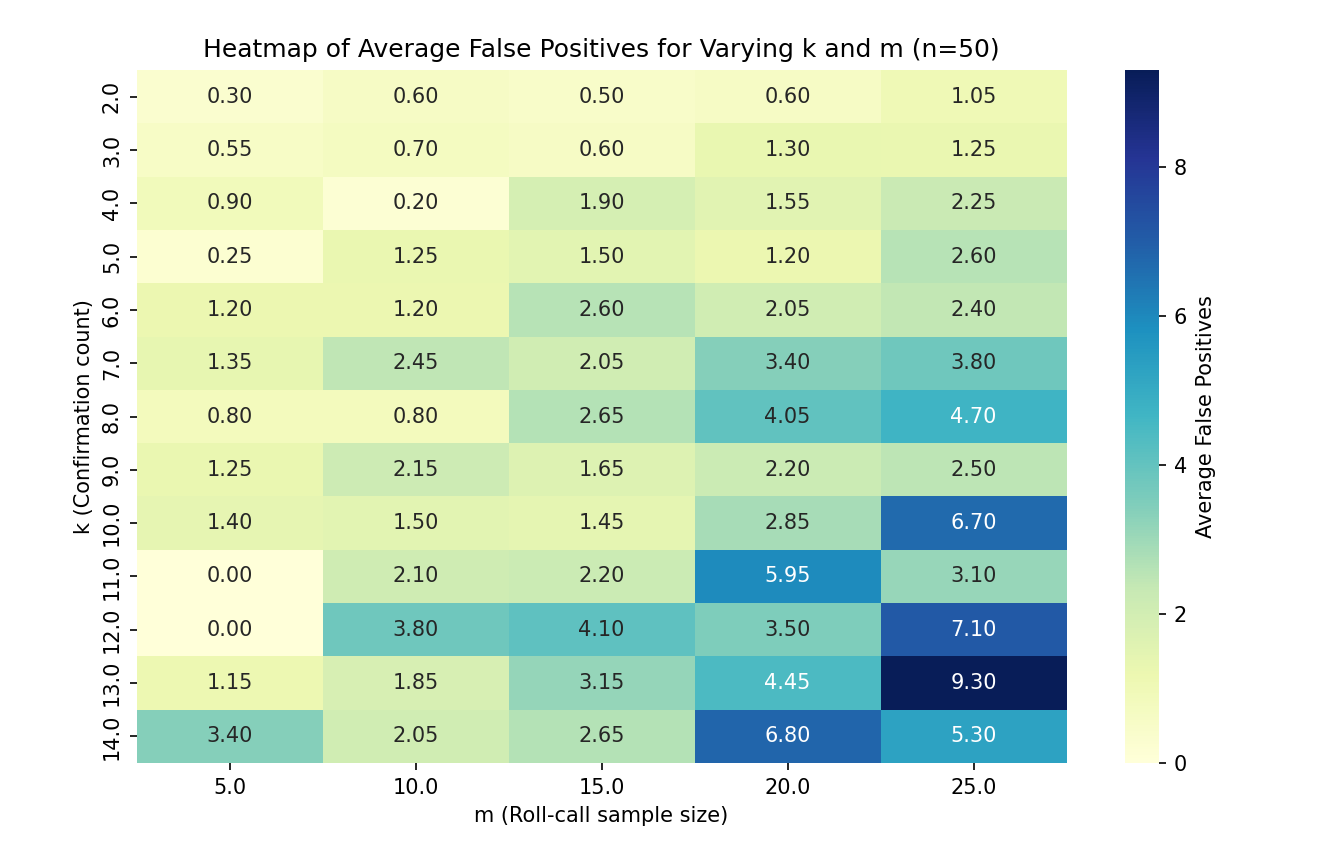 Heatmap of Average False Positives for Varying k and m (n=50)
k (Confirmation count)
2.0 0.30 0.60 0.50 0.60 1.05
3.0 0.55 0.70 0.60 1.30 1.25
4.0 0.90 0.20 1.90 1.55 2.25
5.0 0.25 1.25 1.50 1.20 2.60
6.0 1.20 1.20 2.60 2.05 2.40
7.0 1.35 2.45 2.05 3.40 3.80
8.0 0.80 0.80 2.65 4.05 4.70
9.0 1.25 2.15 1.65 2.20 2.50
10.0 1.40 1.50 1.45 2.85 6.70
11.0 0.00 2.10 2.20 5.95 3.10
12.0 0.00 3.80 4.10 3.50 7.10
13.0 1.15 1.85 3.15 4.45 9.30
14.0 3.40 2.05 2.65 6.80 5.30
5.0 10.0 15.0 20.0 25.0
m (Roll-call sample size)
8
6
4
2
0
Average False Positives